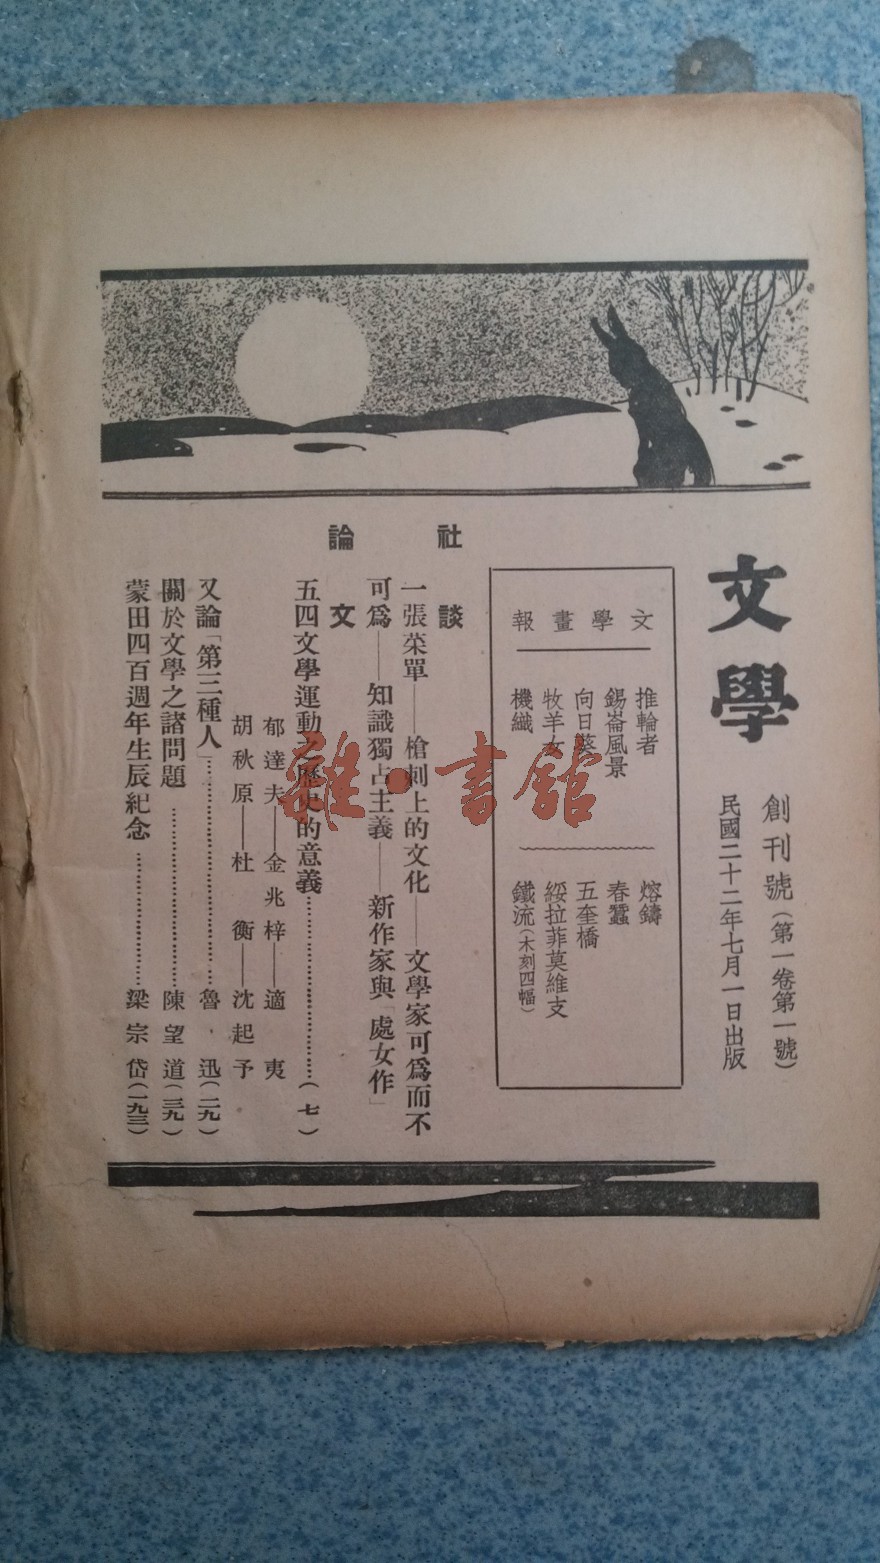 文學
創刊號(第一卷第一號)
民國二十二年七月一日出版
文學畫報
推輪者
錫崙風景
向日葵
牧羊女
機織
熔鑄
春蠶
五奎橋
綏拉菲莫維支
鐵流(木刻四幅)
社談
一張菜單——槍刺上的文化——文學家可爲而不
可爲——知識獨占主義——新作家與「處女作」
論文
五四文學運動之歷史的意義……(七)
郁達夫——金兆梓——適夷
胡秋原——杜衡——沈起予
又論「第三種人」……魯迅(二九)
關於文學之諸問題……陳望道(三九)
蒙田四百週年生辰紀念……梁宗岱(一九三)
雜·書館